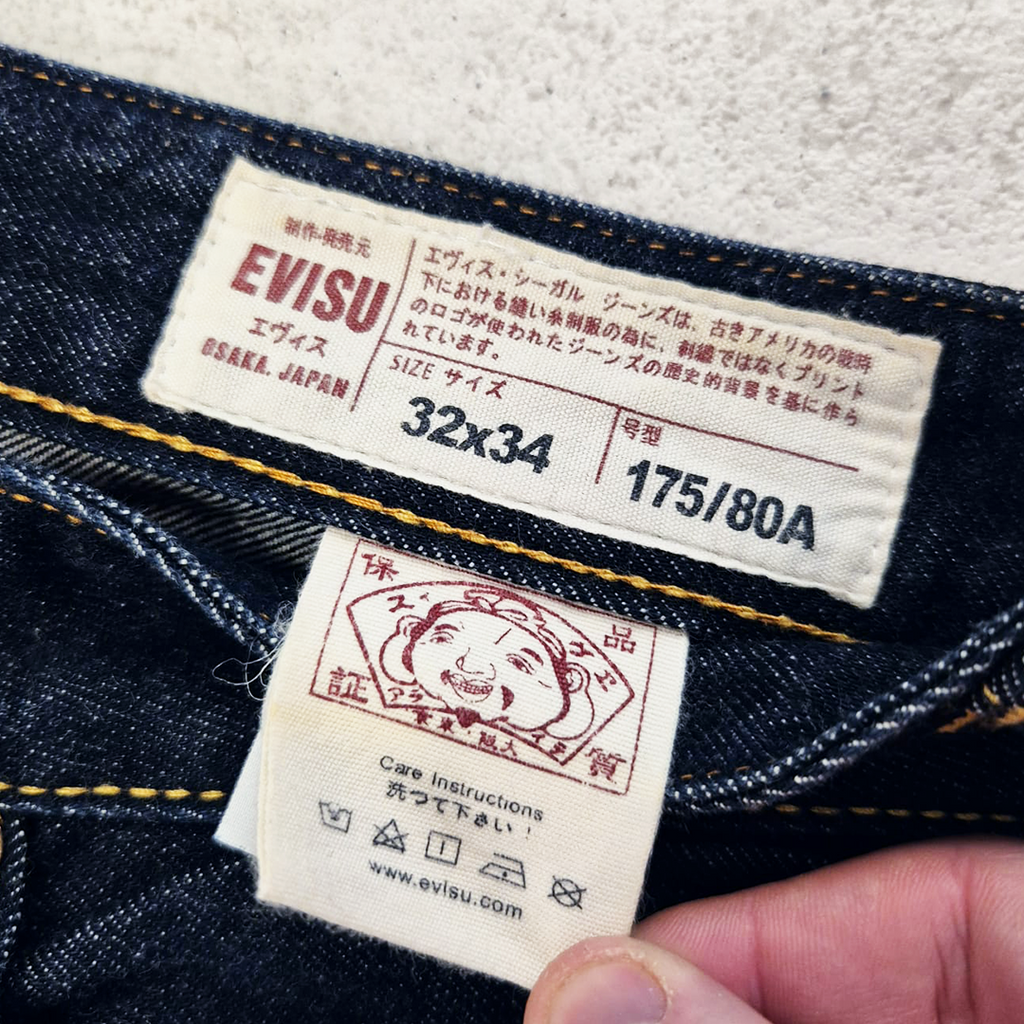 制作・発売元
EVISU
エヴィス
OSAKA, JAPAN
エヴィス・シーガル ジーンズは、古きアメリカの戦時
下における縫い糸制服の為に、刺繍ではなくプリント
のロゴが使われたジーンズの歴史的背景を基に作ら
れています。
SIZE サイズ
32x34
号型
175/80A
保
品
証
質
Care Instructions
洗つて下さい！
www.evisu.com